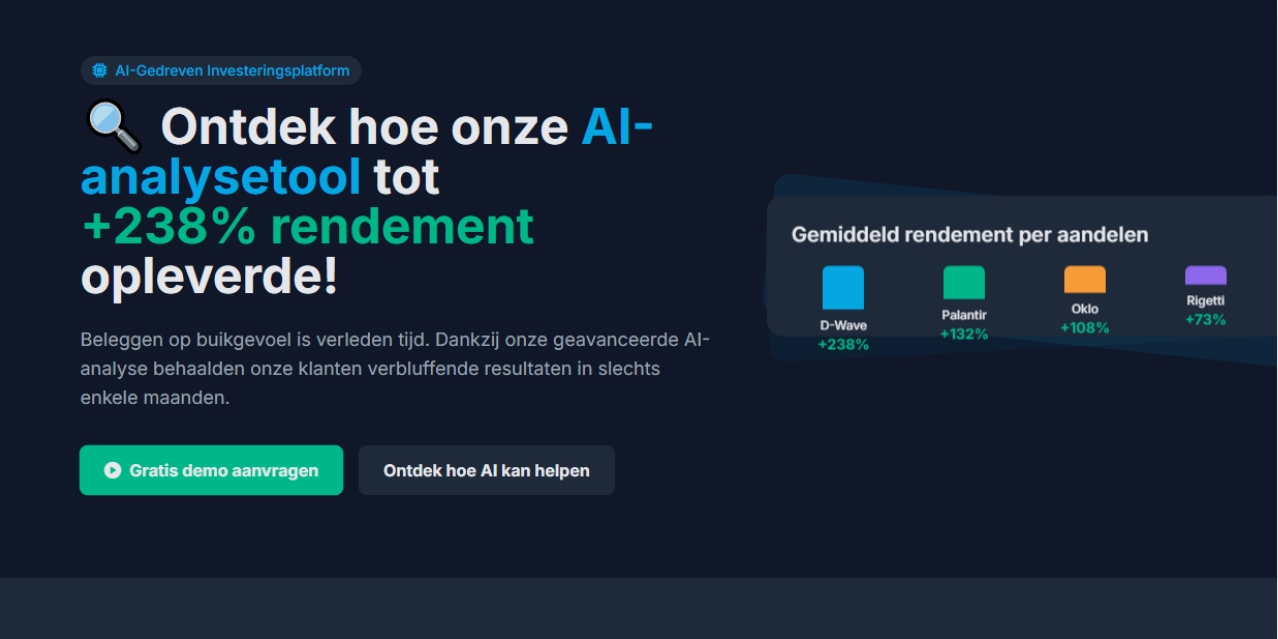 AI-Gedreven Investeringsplatform
🔍 Ontdek hoe onze AI-
analysetool tot
+238% rendement
opleverde!
Beleggen op buikgevoel is verleden tijd. Dankzij onze geavanceerde AI-
analyse behaalden onze klanten verbluffende resultaten in slechts
enkele maanden.
Gratis demo aanvragen
Ontdek hoe AI kan helpen
Gemiddeld rendement per aandelen
D-Wave
+238%
Palantir
+132%
Oklo
+108%
Rigetti
+73%